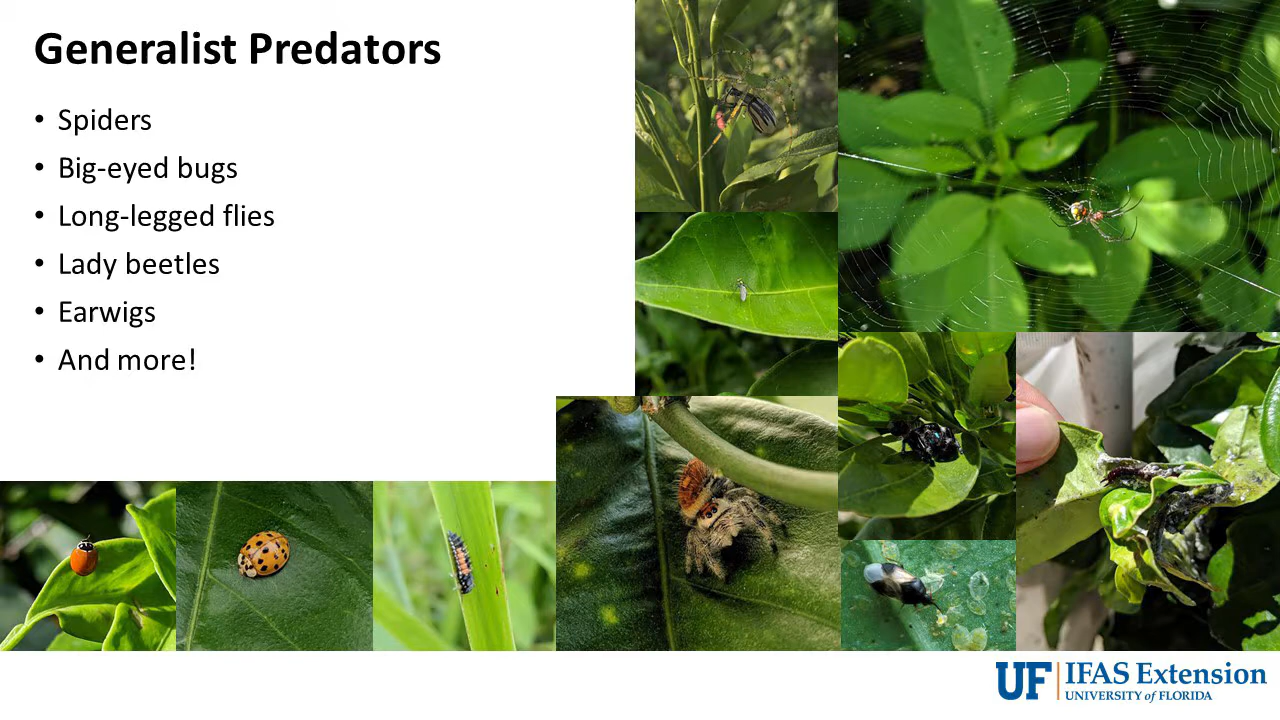 Generalist Predators
• Spiders
• Big-eyed bugs
• Long-legged flies
• Lady beetles
• Earwigs
• And more!
UF IFAS Extension
UNIVERSITY of FLORIDA